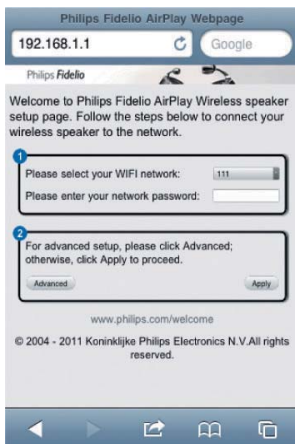 Philips Fidelio AirPlay Webpage
192.168.1.1
Google
Philips Fidelio
Welcome to Philips Fidelio AirPlay Wireless speaker
setup page. Follow the steps below to connect your
wireless speaker to the network.
1
Please select your WIFI network:
111
Please enter your network password:
2
For advanced setup, please click Advanced;
otherwise, click Apply to proceed.
Advanced
Apply
www.philips.com/welcome
© 2004 - 2011 Koninklijke Philips Electronics N.V.All rights
reserved.